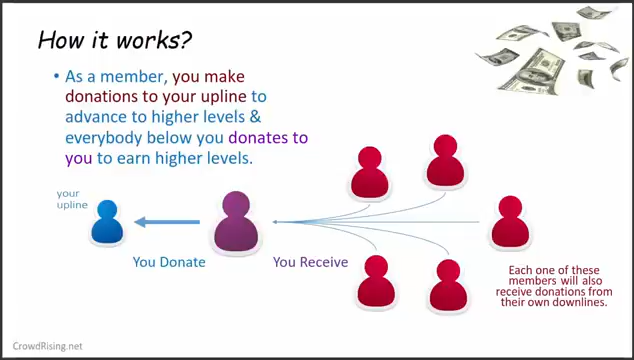 How it works?
• As a member, you make
donations to your upline to
advance to higher levels &
everybody below you donates to
you to earn higher levels.
your
upline
You Donate
You Receive
Each one of these
members will also
receive donations from
their own downlines.
CrowdRising.net